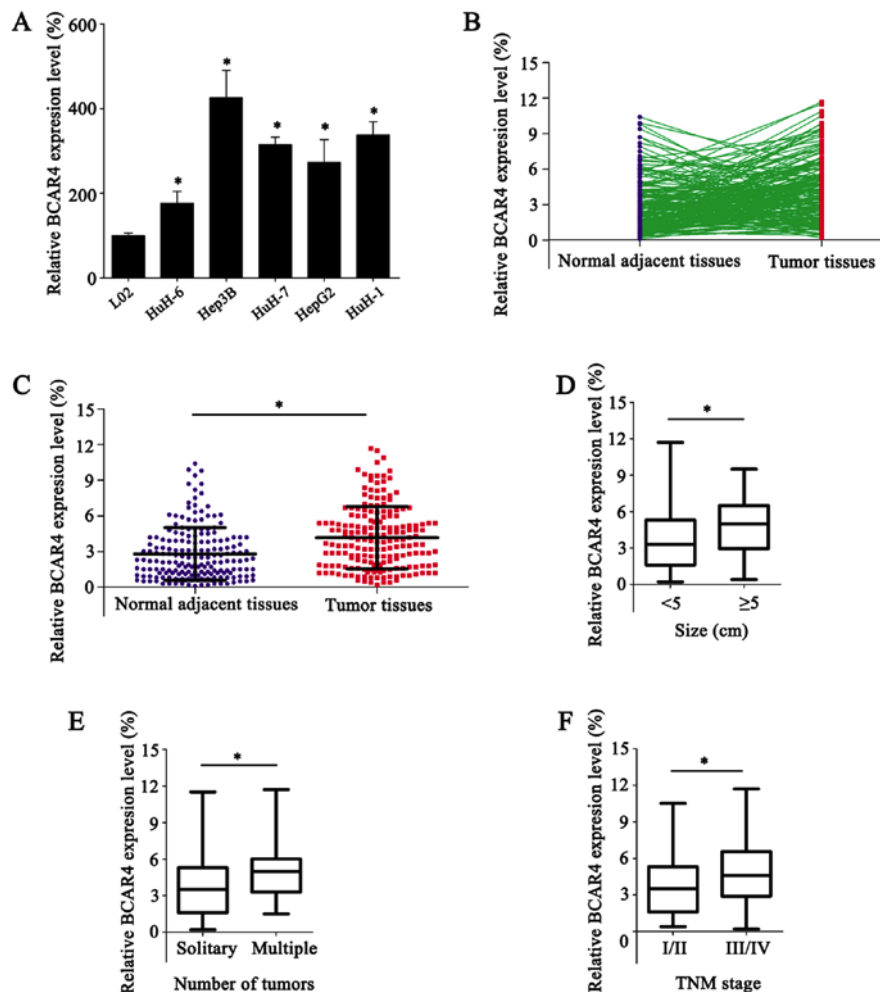 A
Relative BCAR4 expresion level (%)
600
400
200
0
*
*
*
*
*
L02
HuH-6
Hep3B
HuH-7
HepG2
HuH-1
B
Relative BCAR4 expresion level (%)
15
12
9
6
3
0
Normal adjacent tissues
Tumor tissues
C
Relative BCAR4 expresion level (%)
15
12
9
6
3
0
*
Normal adjacent tissues
Tumor tissues
D
Relative BCAR4 expresion level (%)
15
12
9
6
3
0
*
<5
≥5
Size (cm)
E
Relative BCAR4 expresion level (%)
15
12
9
6
3
0
*
Solitary
Multiple
Number of tumors
F
Relative BCAR4 expresion level (%)
15
12
9
6
3
0
*
I/II
III/IV
TNM stage